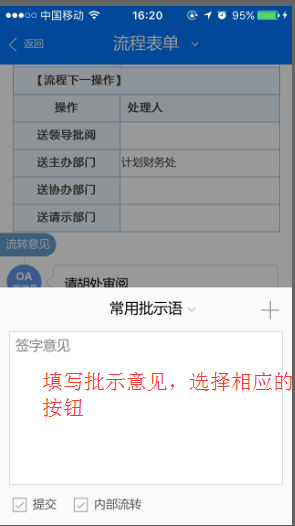 中国移动 16:20 95%
返回 流程表单
【流程下一操作】
操作 处理人
送领导批阅
送主办部门 计划财务处
送协办部门
送请示部门
流转意见
OA
请胡处审阅
常用批示语
签字意见
填写批示意见，选择相应的
按钮
提交 内部流转